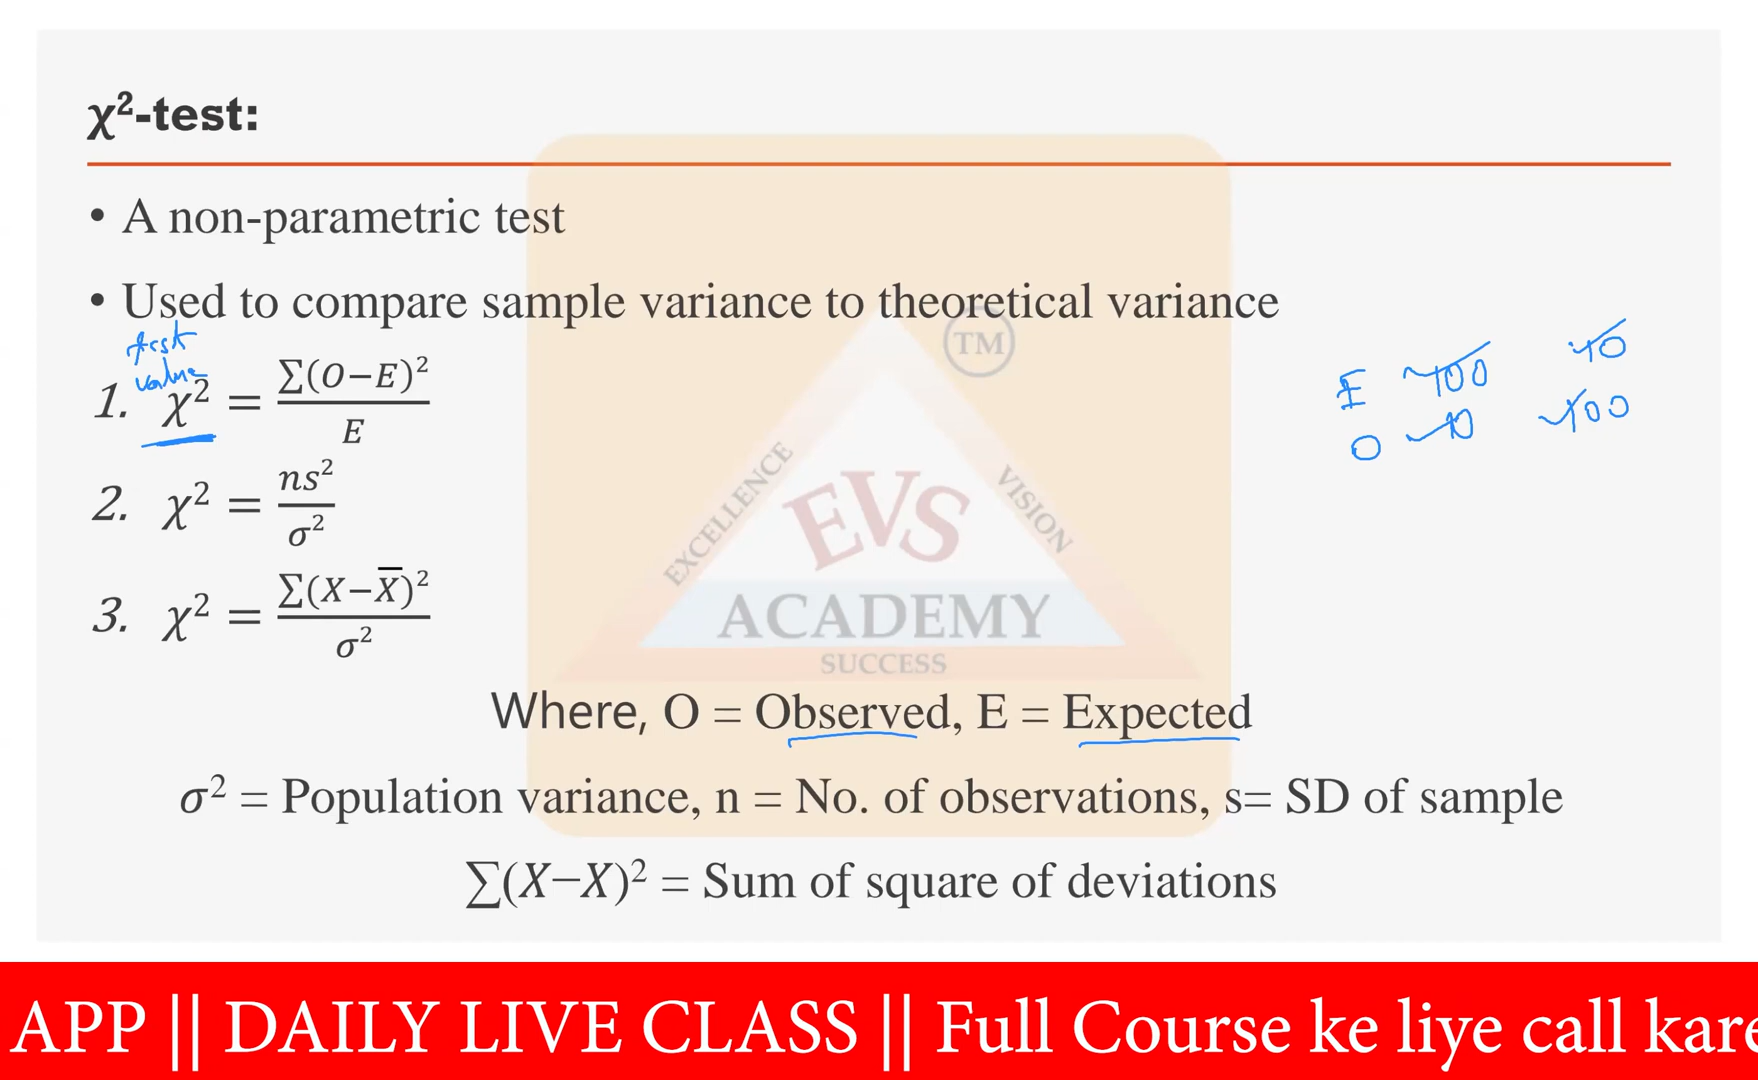 χ²-test:
• A non-parametric test
• Used to compare sample variance to theoretical variance
test
value
1. χ² = ∑(O−E)² / E
2. χ² = ns² / σ²
3. χ² = ∑(X−X̅)² / σ²
E 100 10
O 10 100
TM
EXCELLENCE
VISION
EVS
ACADEMY
SUCCESS
Where, O = Observed, E = Expected
σ² = Population variance, n = No. of observations, s= SD of sample
∑(X−X)² = Sum of square of deviations
APP || DAILY LIVE CLASS || Full Course ke liye call kare